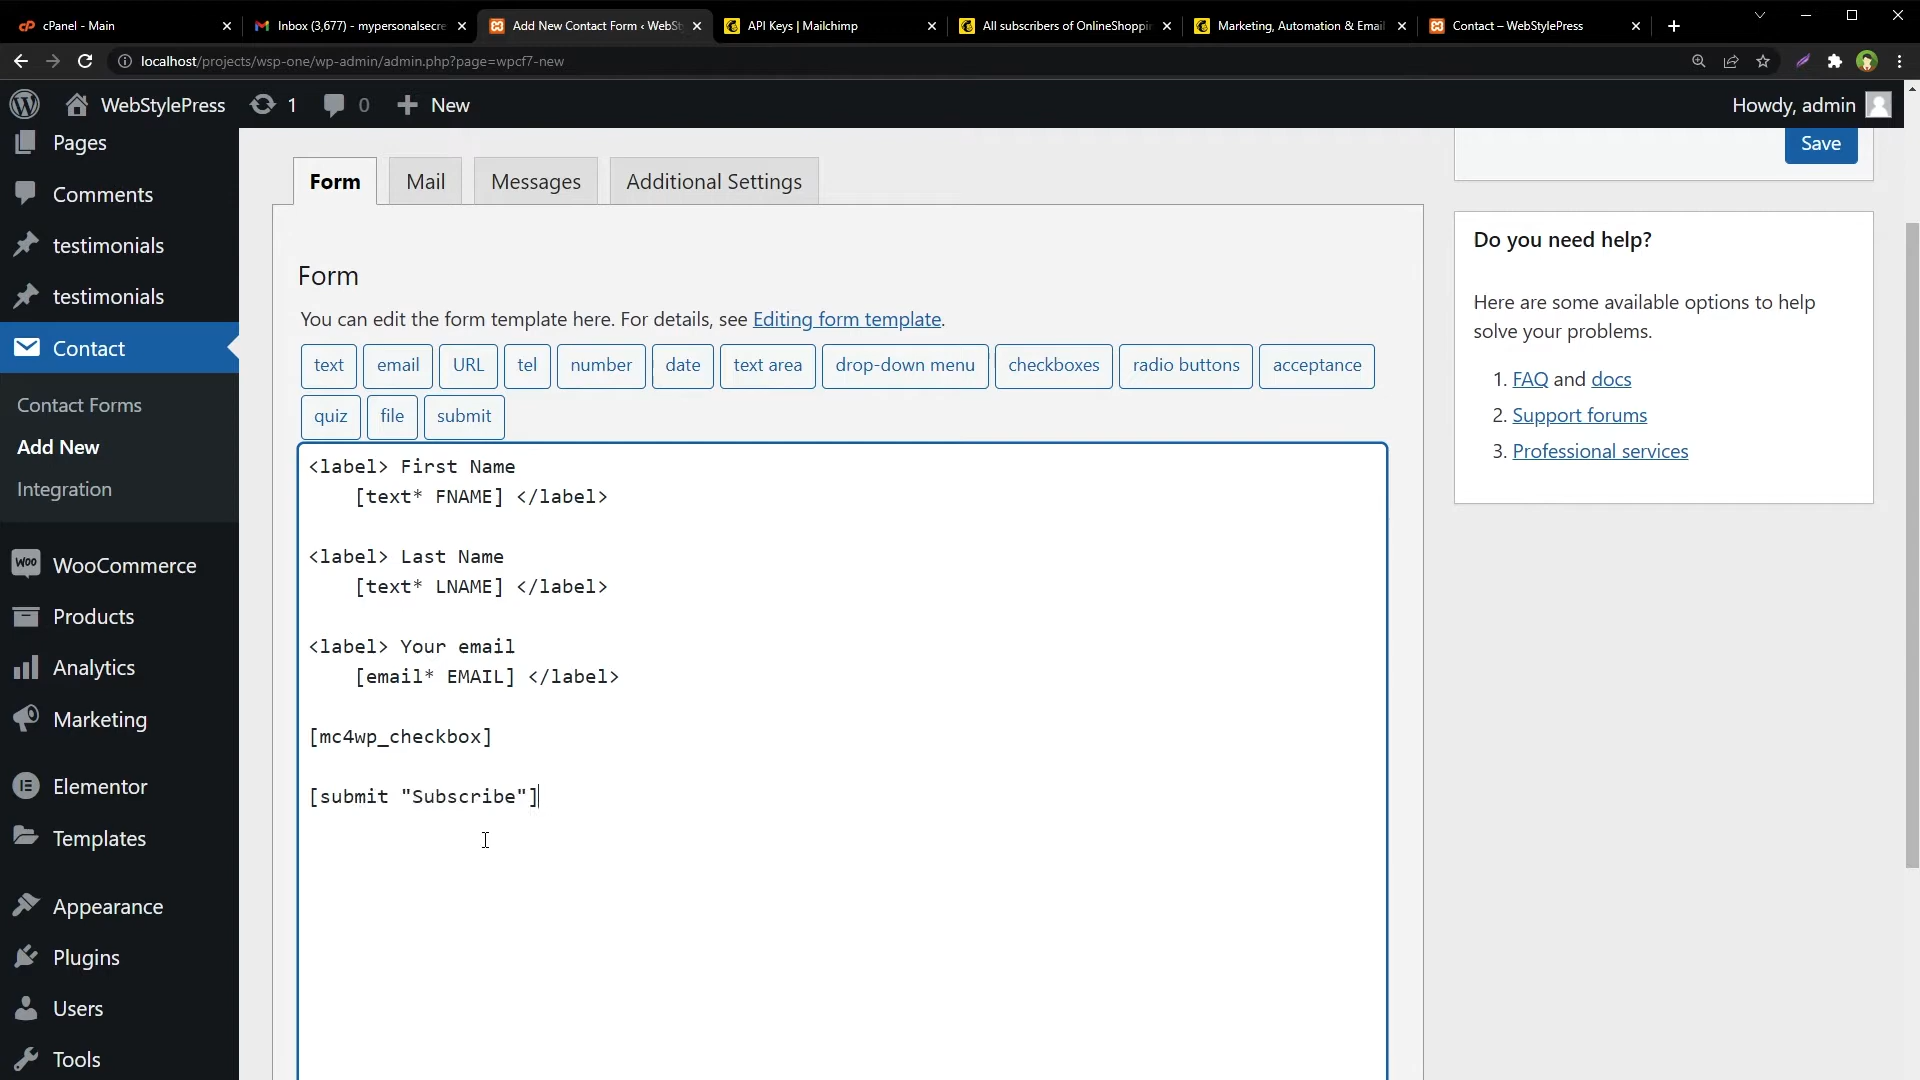 cPanel - Main
Inbox (3,677) - mypersonalsecre
Add New Contact Form ‹ WebSt
API Keys | Mailchimp
All subscribers of OnlineShoppin
Marketing, Automation & Email
Contact – WebStylePress
localhost/projects/wsp-one/wp-admin/admin.php?page=wpcf7-new
WebStylePress
1
0
New
Howdy, admin
Pages
Comments
testimonials
testimonials
Contact
Contact Forms
Add New
Integration
WooCommerce
Products
Analytics
Marketing
Elementor
Templates
Appearance
Plugins
Users
Tools
Form
Mail
Messages
Additional Settings
Form
You can edit the form template here. For details, see Editing form template.
text
email
URL
tel
number
date
text area
drop-down menu
checkboxes
radio buttons
acceptance
quiz
file
submit
<label> First Name
[text* FNAME] </label>
<label> Last Name
[text* LNAME] </label>
<label> Your email
[email* EMAIL] </label>
[mc4wp_checkbox]
[submit "Subscribe"]
Save
Do you need help?
Here are some available options to help
solve your problems.
1. FAQ and docs
2. Support forums
3. Professional services